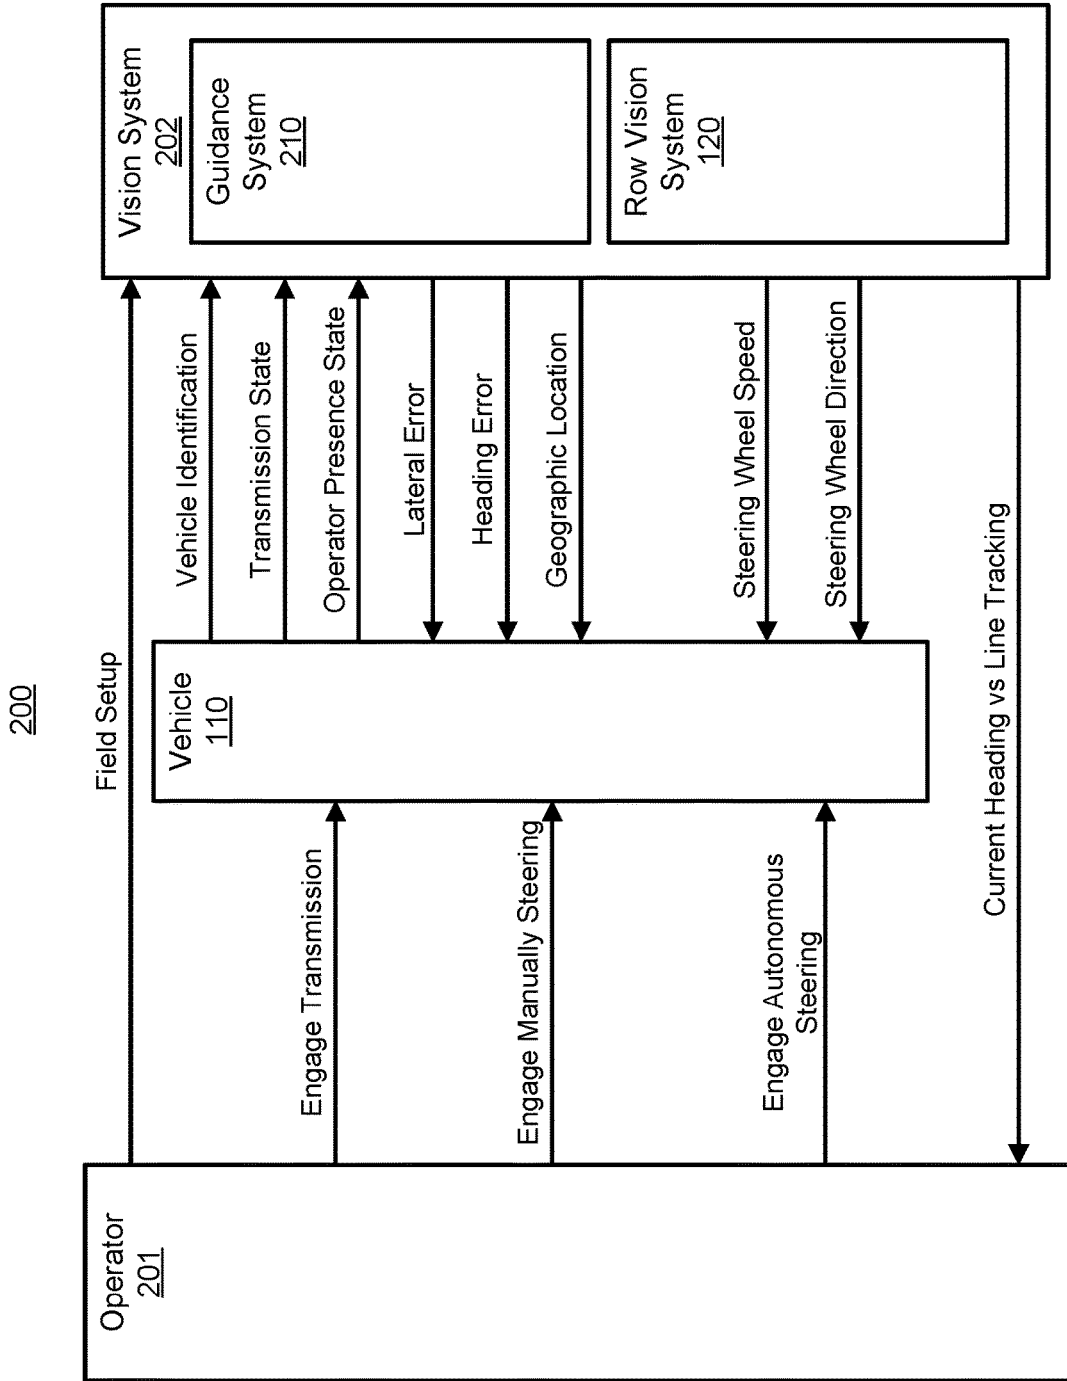 200
Operator
201
Field Setup
Engage Transmission
Engage Manually Steering
Engage Autonomous
Steering
Current Heading vs Line Tracking
Vehicle
110
Vehicle Identification
Transmission State
Operator Presence State
Lateral Error
Heading Error
Geographic Location
Steering Wheel Speed
Steering Wheel Direction
Vision System
202
Guidance
System
210
Row Vision
System
120